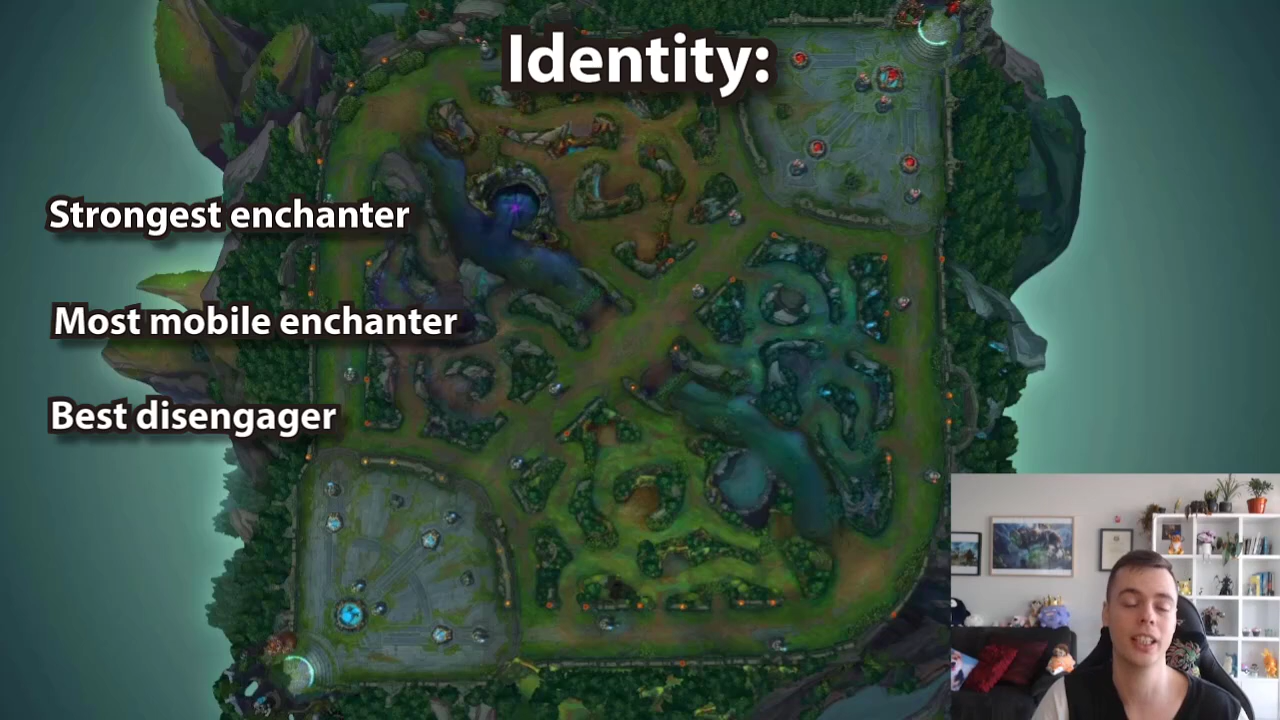 Identity:
Strongest enchanter
Most mobile enchanter
Best disengager